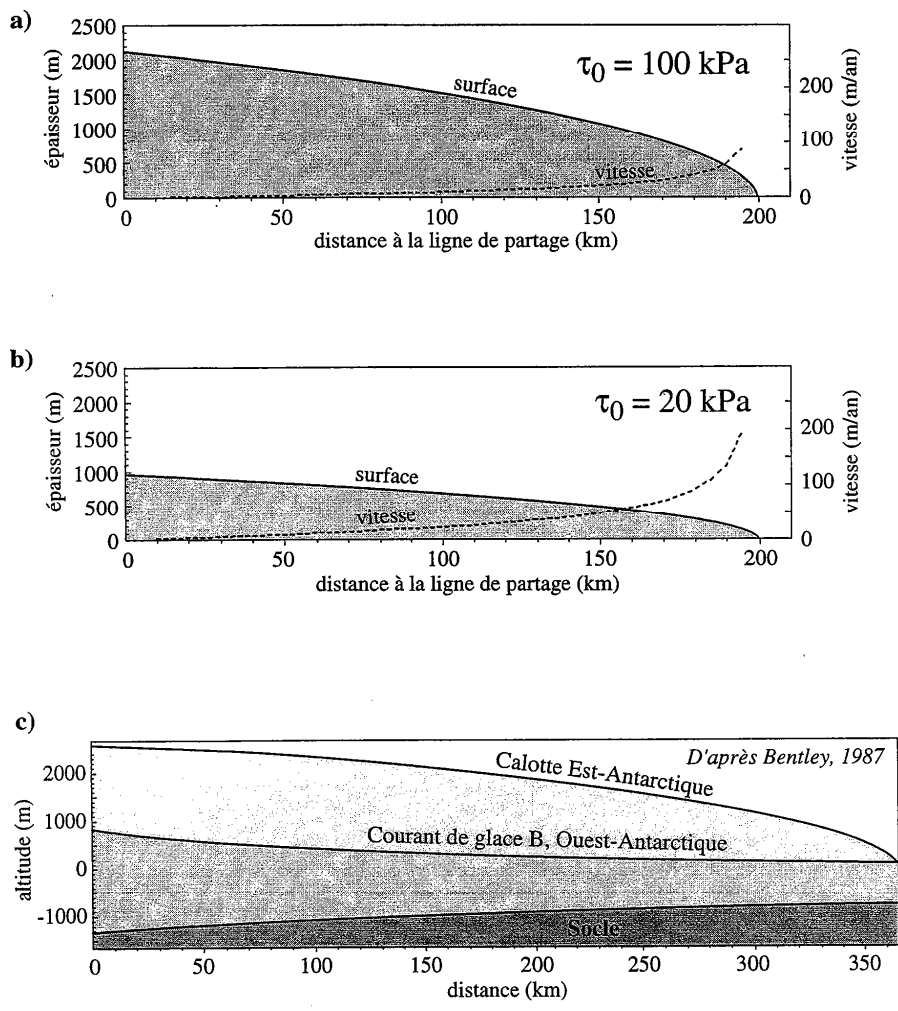 a)
2500
2000
1500
1000
500
0
épaisseur (m)
τ0 = 100 kPa
surface
vitesse
200
100
0
vitesse (m/an)
0 50 100 150 200
distance à la ligne de partage (km)
b)
2500
2000
1500
1000
500
0
épaisseur (m)
τ0 = 20 kPa
surface
vitesse
200
100
0
vitesse (m/an)
0 50 100 150 200
distance à la ligne de partage (km)
c)
D'après Bentley, 1987
Calotte Est-Antarctique
Courant de glace B, Ouest-Antarctique
Socle
2000
1000
0
-1000
altitude (m)
0 50 100 150 200 250 300 350
distance (km)